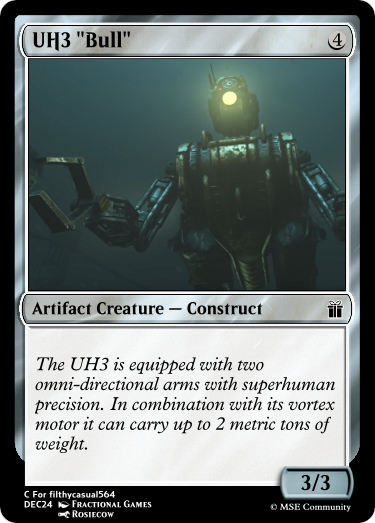 UH3 "Bull" 4
Artifact Creature — Construct
The UH3 is equipped with two
omni-directional arms with superhuman
precision. In combination with its vortex
motor it can carry up to 2 metric tons of
weight.
3/3
C For filthycasual564
DEC24 Fractional Games
Rosiecow
© MSE Community